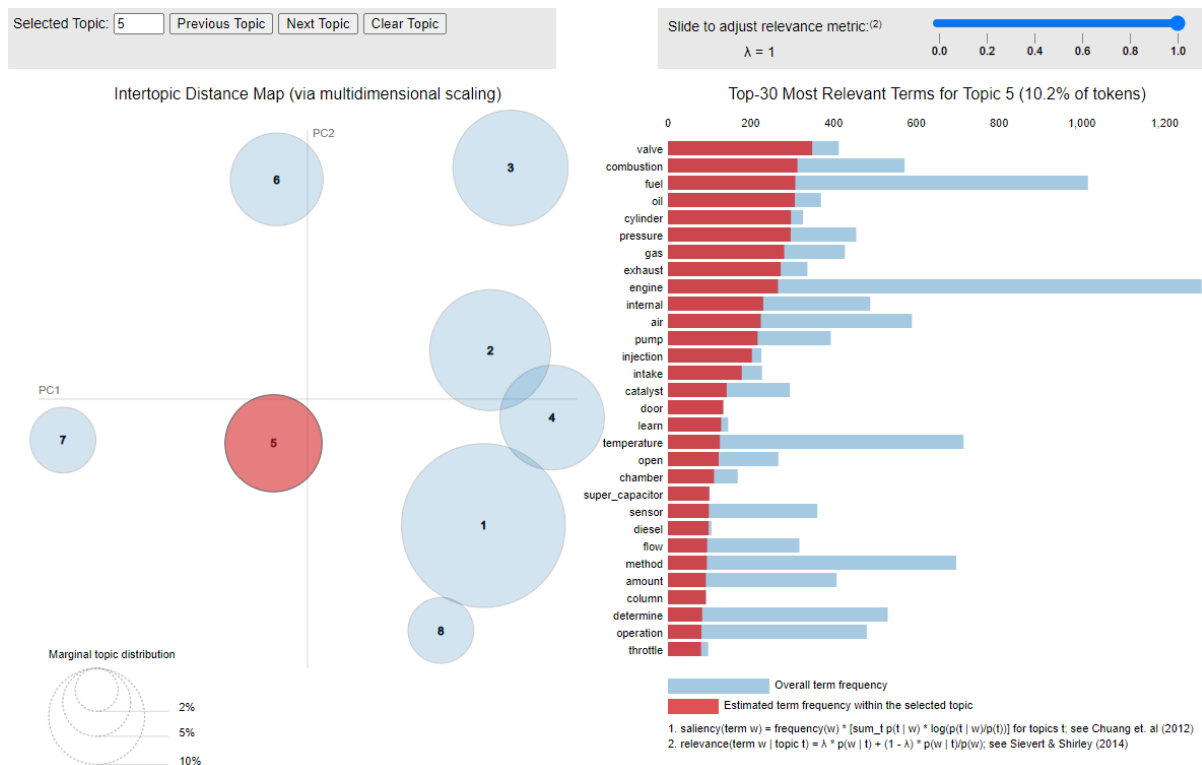 Selected Topic: 5 Previous Topic Next Topic Clear Topic
Slide to adjust relevance metric:(2)
λ = 1
0.0 0.2 0.4 0.6 0.8 1.0
Intertopic Distance Map (via multidimensional scaling)
PC2
PC1
6
3
2
4
7
5
1
8
Marginal topic distribution
2%
5%
10%
Top-30 Most Relevant Terms for Topic 5 (10.2% of tokens)
0 200 400 600 800 1,000 1,200
valve
combustion
fuel
oil
cylinder
pressure
gas
exhaust
engine
internal
air
pump
injection
intake
catalyst
door
learn
temperature
open
chamber
super_capacitor
sensor
diesel
flow
method
amount
column
determine
operation
throttle
Overall term frequency
Estimated term frequency within the selected topic
1. saliency(term w) = frequency(w) * [sum_t p(t | w) * log(p(t | w)/p(t))] for topics t; see Chuang et. al (2012)
2. relevance(term w | topic t) = λ * p(w | t) + (1 - λ) * p(w | t)/p(w); see Sievert & Shirley (2014)